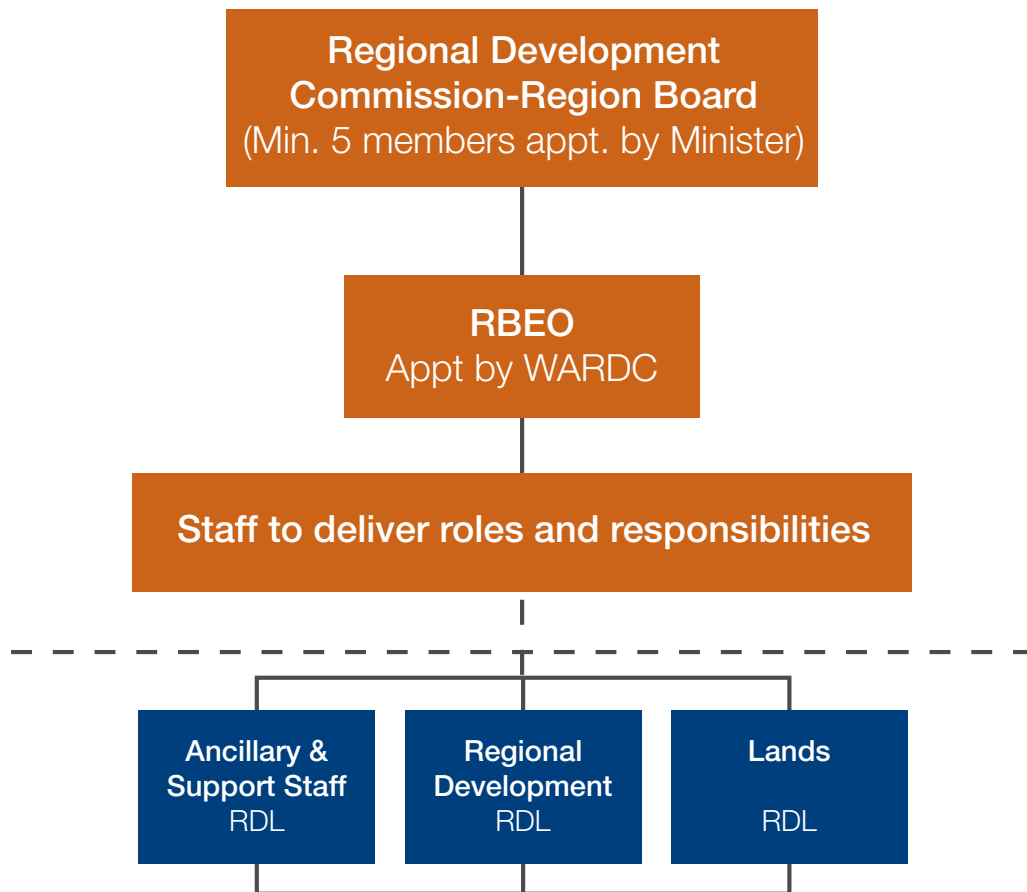 Regional Development
Commission-Region Board
(Min. 5 members appt. by Minister)
RBEO
Appt by WARDC
Staff to deliver roles and responsibilities
Ancillary &
Support Staff
RDL
Regional
Development
RDL
Lands
RDL